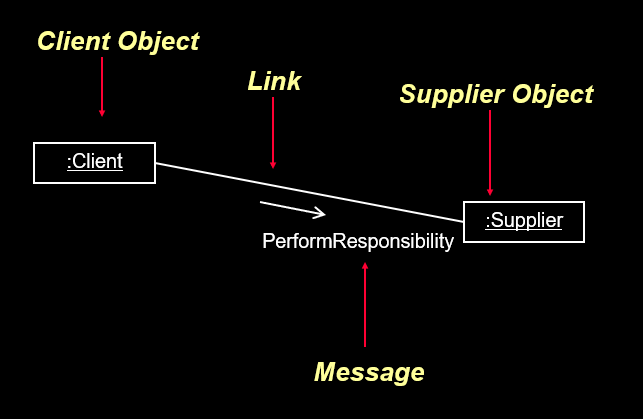 Client Object
Link
Supplier Object
:Client
:Supplier
PerformResponsibility
Message